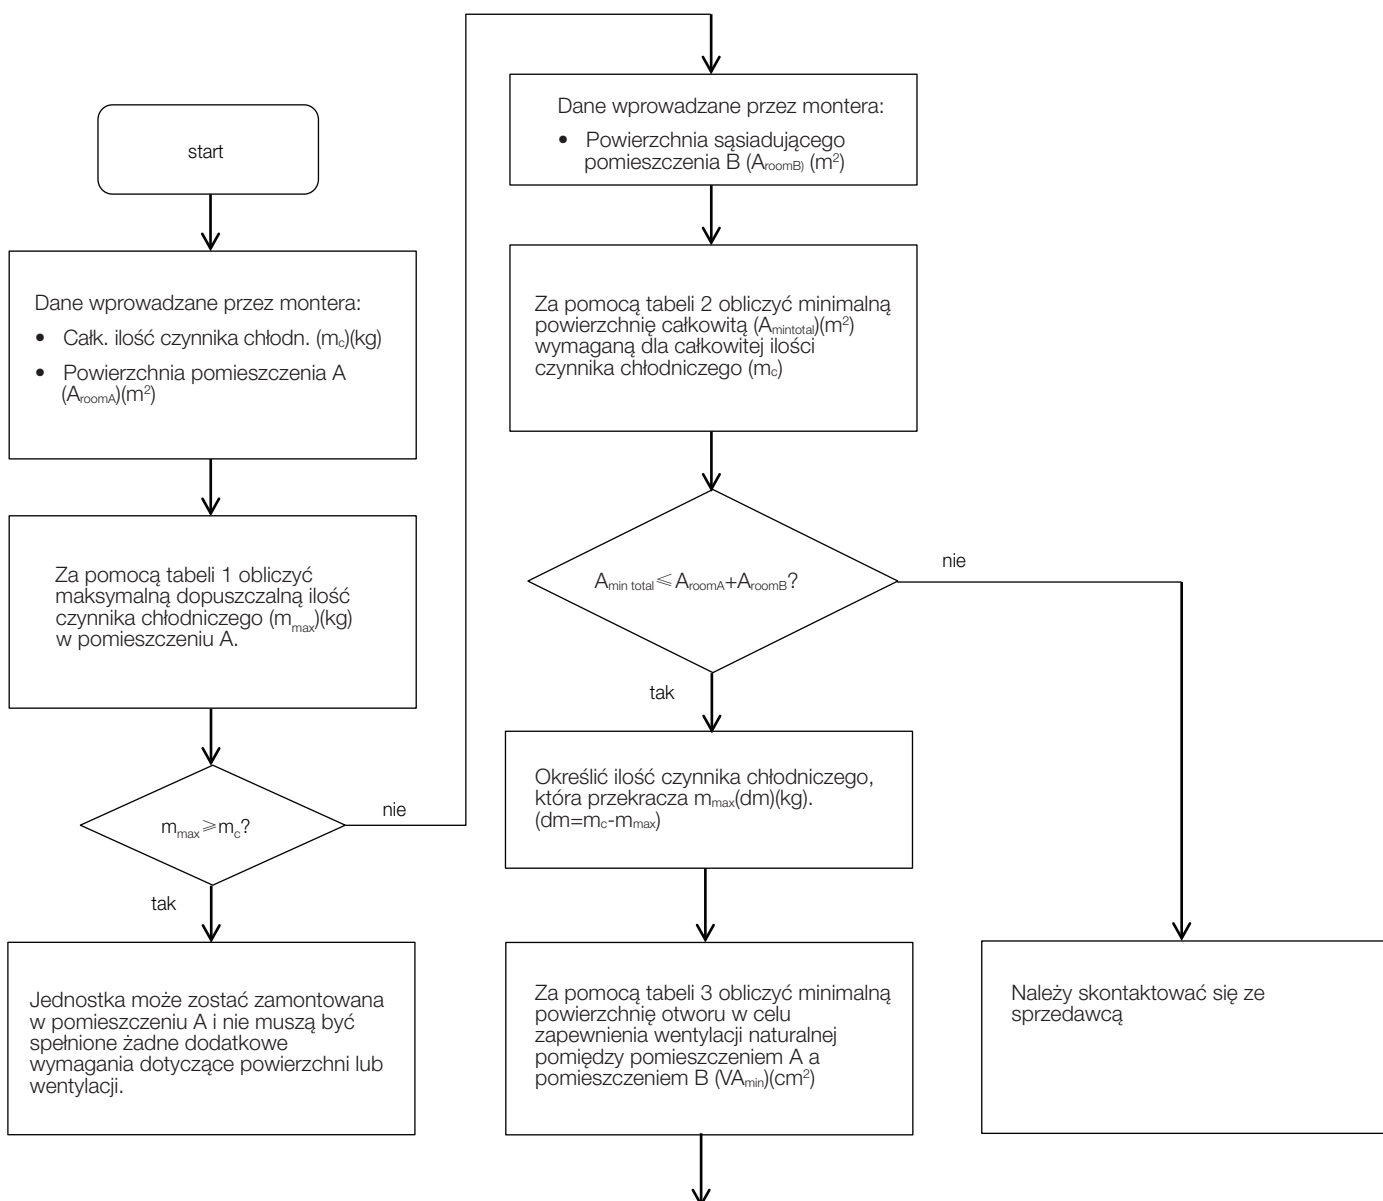 start
Dane wprowadzane przez montera:
• Całk. ilość czynnika chłodn. (mc)(kg)
• Powierzchnia pomieszczenia A
(AroomA)(m²)
Za pomocą tabeli 1 obliczyć
maksymalną dopuszczalną ilość
czynnika chłodniczego (mmax)(kg)
w pomieszczeniu A.
mmax⩾mc?
nie
tak
Jednostka może zostać zamontowana
w pomieszczeniu A i nie muszą być
spełnione żadne dodatkowe
wymagania dotyczące powierzchni lub
wentylacji.
Dane wprowadzane przez montera:
• Powierzchnia sąsiadującego
pomieszczenia B (AroomB) (m²)
Za pomocą tabeli 2 obliczyć minimalną
powierzchnię całkowitą (Amintotal)(m²)
wymaganą dla całkowitej ilości
czynnika chłodniczego (mc)
Amin total⩽AroomA+AroomB?
nie
tak
Określić ilość czynnika chłodniczego,
która przekracza mmax(dm)(kg).
(dm=mc-mmax)
Za pomocą tabeli 3 obliczyć minimalną
powierzchnię otworu w celu
zapewnienia wentylacji naturalnej
pomiędzy pomieszczeniem A a
pomieszczeniem B (VAmin)(cm²)
Należy skontaktować się ze
sprzedawcą